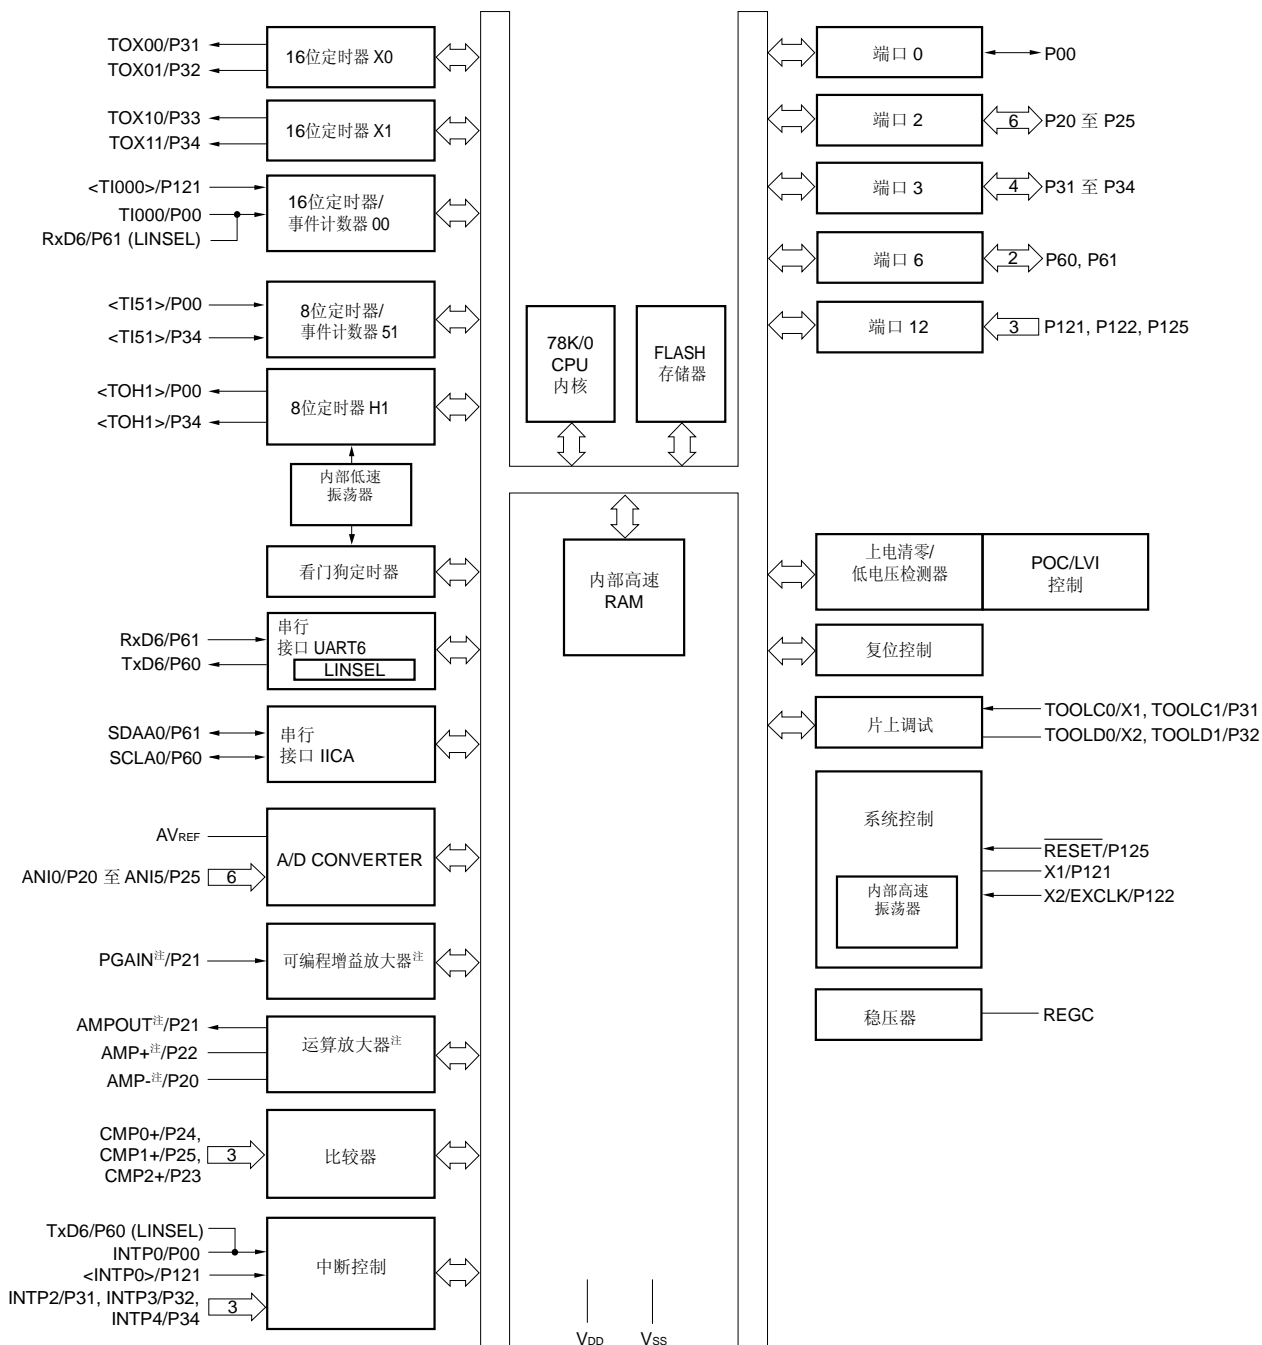 TOX00/P31
TOX01/P32
16位定时器 X0
TOX10/P33
TOX11/P34
16位定时器 X1
<TI000>/P121
TI000/P00
RxD6/P61 (LINSEL)
16位定时器/
事件计数器 00
<TI51>/P00
<TI51>/P34
8位定时器/
事件计数器 51
<TOH1>/P00
<TOH1>/P34
8位定时器 H1
内部低速
振荡器
看门狗定时器
RxD6/P61
TxD6/P60
串行
接口 UART6
LINSEL
SDAA0/P61
SCLA0/P60
串行
接口 IICA
AVREF
ANI0/P20 至 ANI5/P25
6
A/D CONVERTER
PGAIN注/P21
可编程增益放大器注
AMPOUT注/P21
AMP+注/P22
AMP-注/P20
运算放大器注
CMP0+/P24,
CMP1+/P25,
CMP2+/P23
3
比较器
TxD6/P60 (LINSEL)
INTP0/P00
<INTP0>/P121
INTP2/P31, INTP3/P32,
INTP4/P34
3
中断控制
78K/0
CPU
内核
FLASH
存储器
内部高速
RAM
VDD
VSS
端口 0
P00
端口 2
6
P20 至 P25
端口 3
4
P31 至 P34
端口 6
2
P60, P61
端口 12
3
P121, P122, P125
上电清零/
低电压检测器
POC/LVI
控制
复位控制
片上调试
TOOLC0/X1, TOOLC1/P31
TOOLD0/X2, TOOLD1/P32
系统控制
内部高速
振荡器
RESET/P125
X1/P121
X2/EXCLK/P122
稳压器
REGC